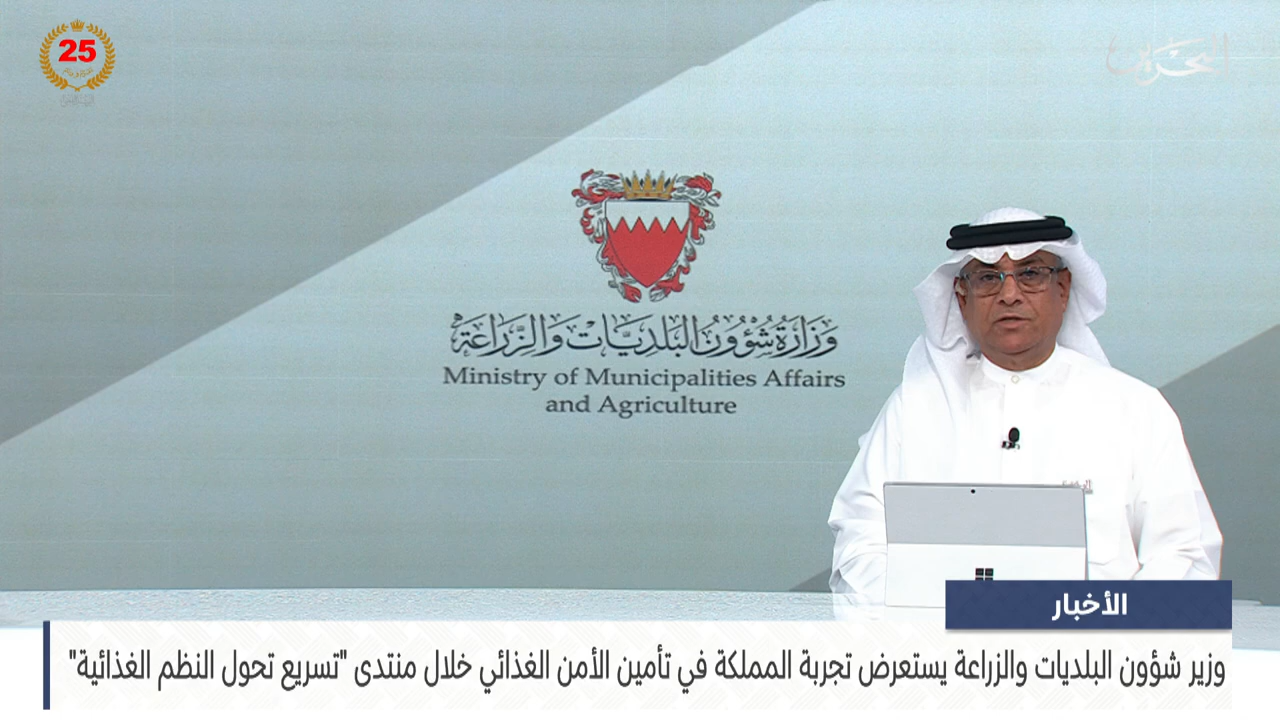 25
البحرين
وزارة شؤون البلديات والزراعة
Ministry of Municipalities Affairs
and Agriculture
الأخبار
وزير شؤون البلديات والزراعة يستعرض تجربة المملكة في تأمين الأمن الغذائي خلال منتدى "تسريع تحول النظم الغذائية"